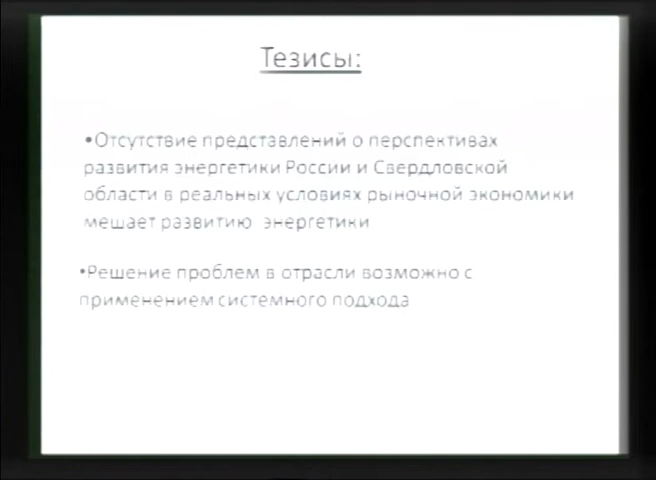 Тезисы:
•Отсутствие представлений о перспективах
развития энергетики России и Свердловской
области в реальных условиях рыночной экономики
мешает развитию энергетики
•Решение проблем в отрасли возможно с
применением системного подхода